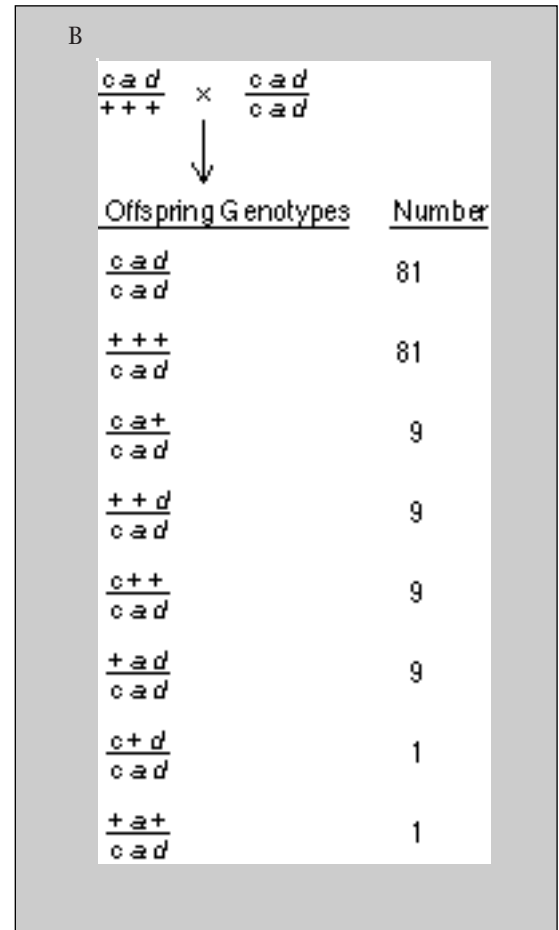 B
c a d × c a d
+ + + c a d
Offspring Genotypes Number
c a d
c a d 81
+ + +
c a d 81
c a +
c a d 9
+ + d
c a d 9
c + +
c a d 9
+ a d
c a d 9
c + d
c a d 1
+ a +
c a d 1